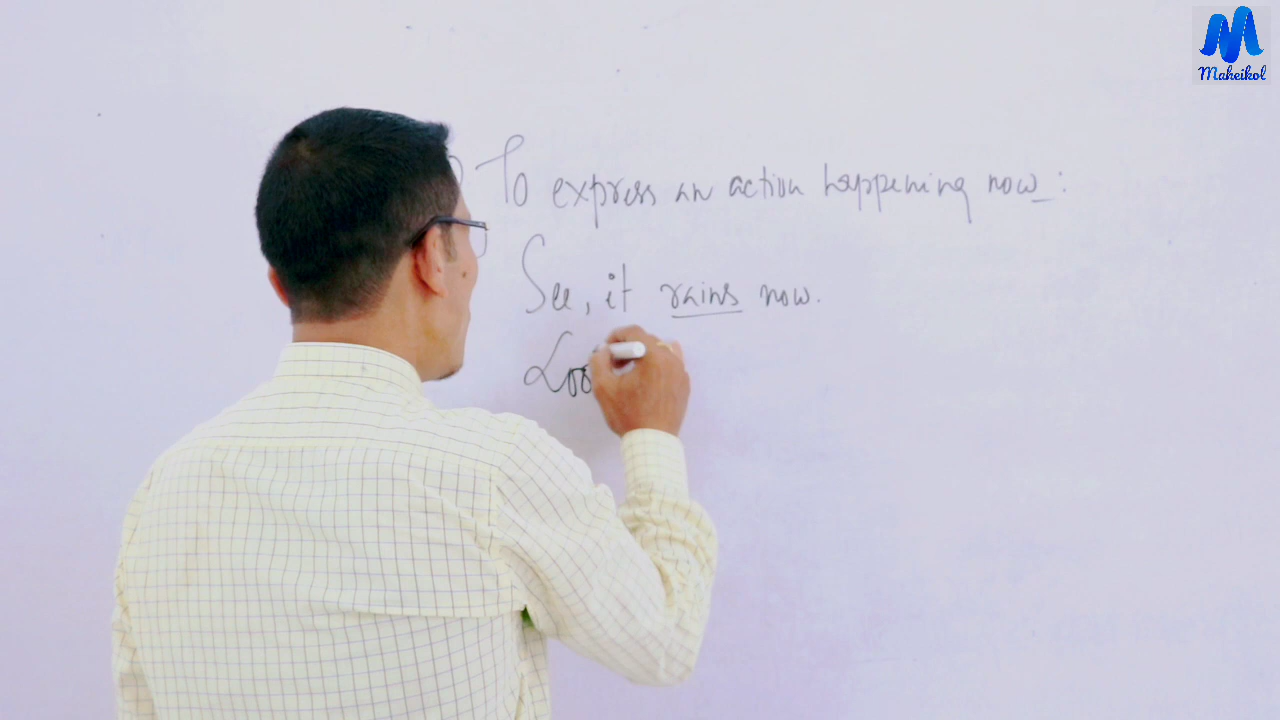 Maheikol
To express an action happening now:
See, it rains now.
Loo